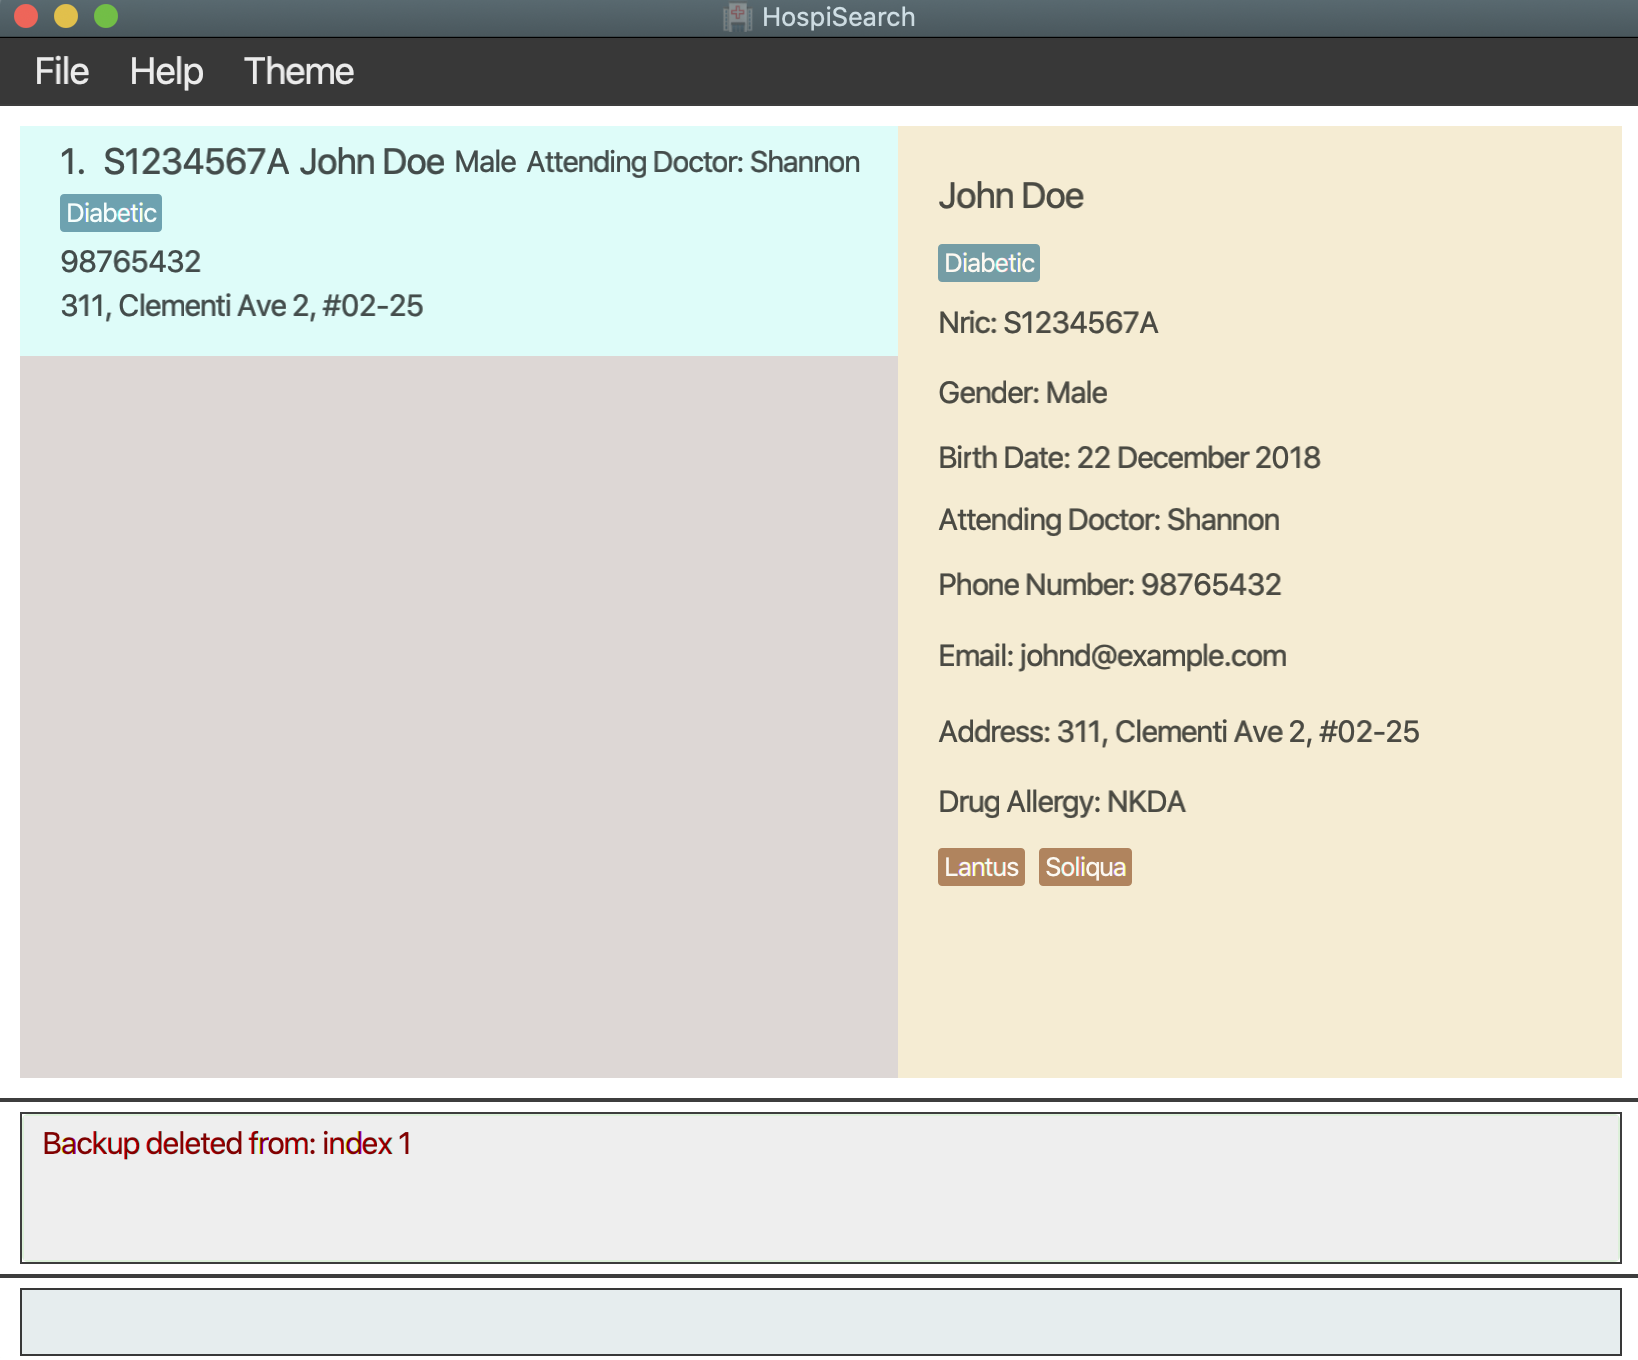 HospiSearch
File Help Theme
1. S1234567A John Doe Male Attending Doctor: Shannon
Diabetic
98765432
311, Clementi Ave 2, #02-25
John Doe
Diabetic
Nric: S1234567A
Gender: Male
Birth Date: 22 December 2018
Attending Doctor: Shannon
Phone Number: 98765432
Email: johnd@example.com
Address: 311, Clementi Ave 2, #02-25
Drug Allergy: NKDA
Lantus Soliqua
Backup deleted from: index 1